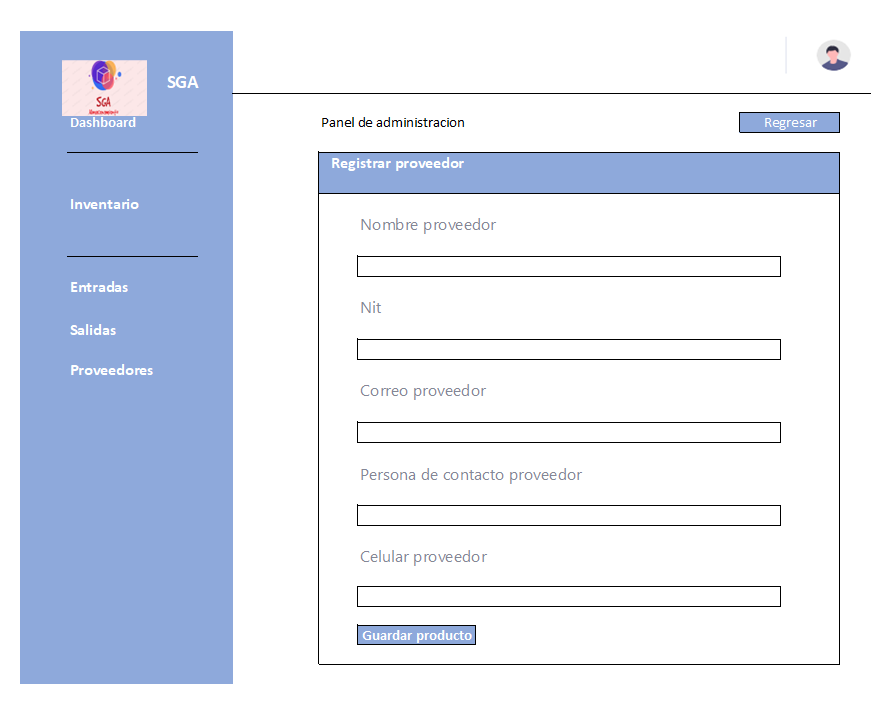 SGA
SGA
Dashboard
Inventario
Entradas
Salidas
Proveedores
Panel de administracion
Regresar
Registrar proveedor
Nombre proveedor
Nit
Correo proveedor
Persona de contacto proveedor
Celular proveedor
Guardar producto